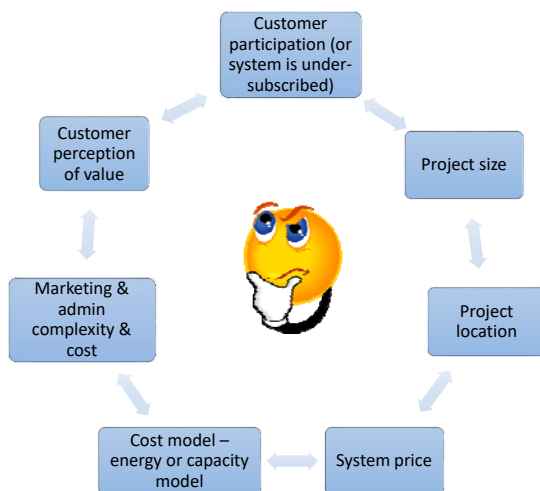 Customer
participation (or
system is under-
subscribed)
Project size
Project
location
System price
Cost model –
energy or capacity
model
Marketing &
admin
complexity &
cost
Customer
perception
of value